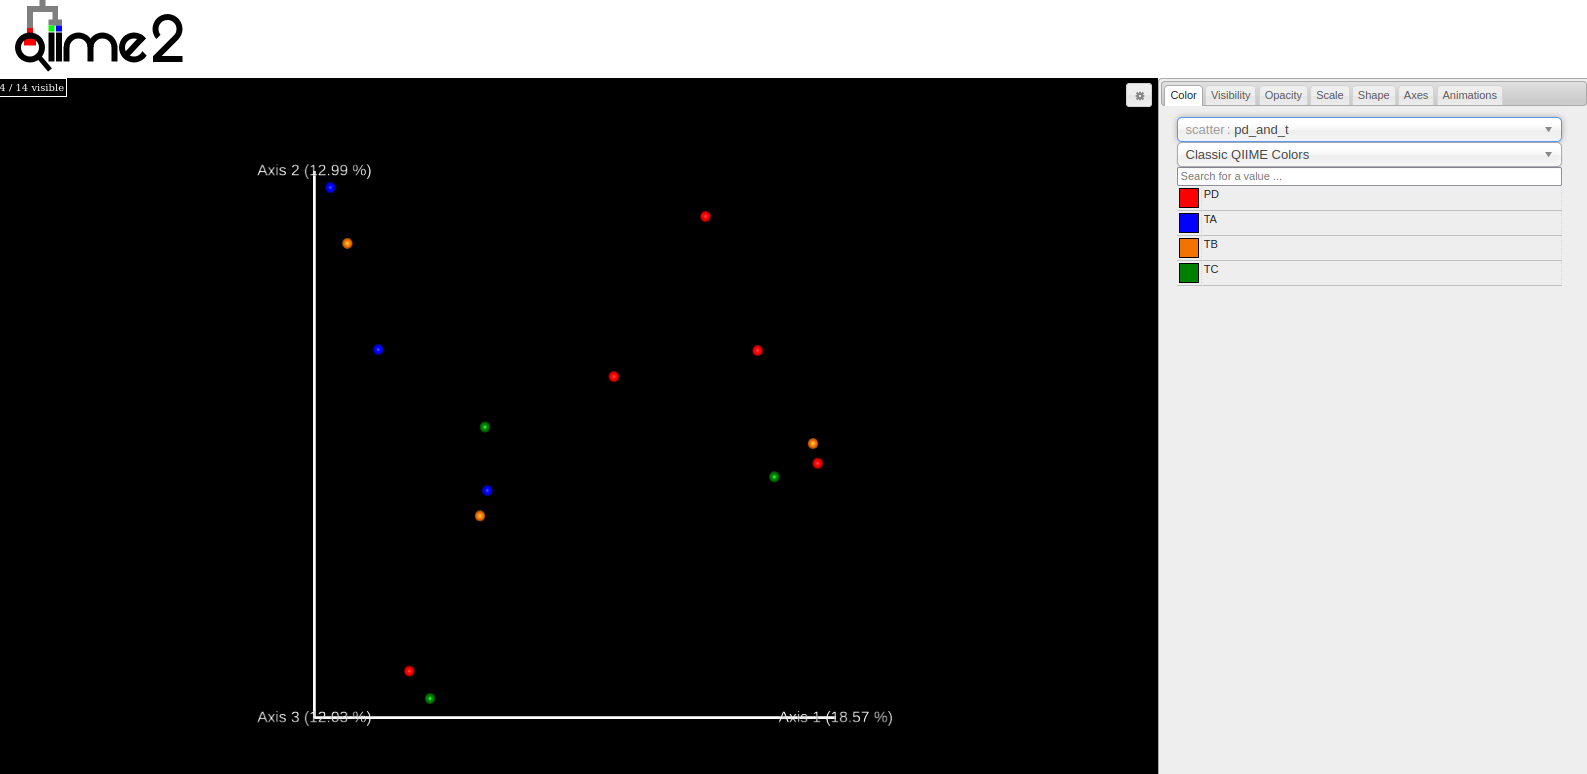 Qiime2
4 / 14 visible
Color Visibility Opacity Scale Shape Axes Animations
scatter: pd_and_t
Classic QIIME Colors
Search for a value ...
PD
TA
TB
TC
Axis 2 (12.99 %)
Axis 3 (12.03 %)
Axis 1 (18.57 %)